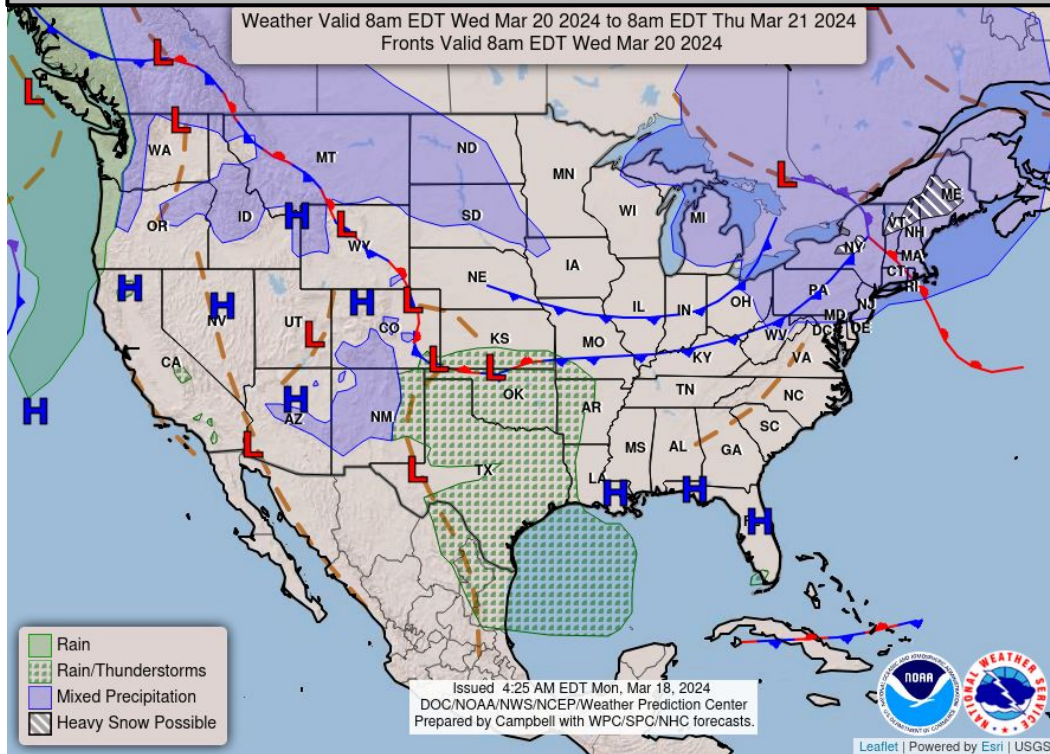 Weather Valid 8am EDT Wed Mar 20 2024 to 8am EDT Thu Mar 21 2024
Fronts Valid 8am EDT Wed Mar 20 2024
L
L
L
WA
MT
ND
MN
L
ME
OR
ID
H
L
WY
SD
WI
MI
VT
NH
NY
MA
CT
RI
H
NV
H
UT
L
H
CO
L
NE
IA
IL
IN
OH
PA
NJ
MD
DE
DC
WV
VA
CA
L
KS
L
MO
KY
H
H
AZ
NM
OK
AR
TN
NC
SC
L
L
TX
LA
H
MS
AL
H
GA
H
Rain
Rain/Thunderstorms
Mixed Precipitation
Heavy Snow Possible
Issued 4:25 AM EDT Mon, Mar 18, 2024
DOC/NOAA/NWS/NCEP/Weather Prediction Center
Prepared by Campbell with WPC/SPC/NHC forecasts.
NOAA
NATIONAL WEATHER SERVICE
Leaflet | Powered by Esri | USGS